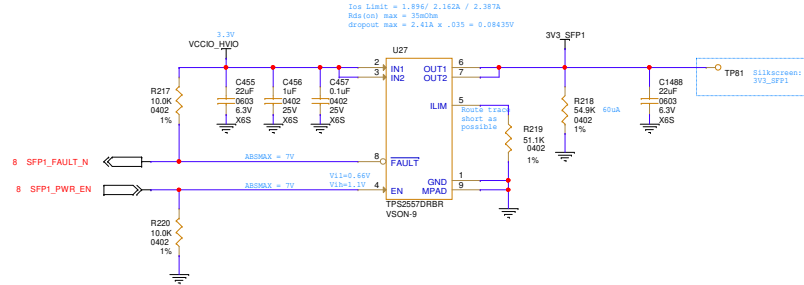 Ios Limit = 1.896/ 2.162A / 2.387A
Rds(on) max = 35mOhm
dropout max = 2.41A x .035 = 0.08435V
3.3V
VCCIO_HVIO
3V3_SFP1
U27
2 IN1
3 IN2
OUT1 6
OUT2 7
TP81
Silkscreen:
3V3_SFP1
R217
10.0K
0402
1%
C455
22uF
0603
6.3V
X6S
C456
1uF
0402
25V
X6S
C457
0.1uF
0402
25V
X6S
ILIM 5
Route trace
short as
possible
R219
51.1K
0402
1%
R218
54.9K
0402
1%
60uA
C1488
22uF
0603
6.3V
X6S
8 SFP1_FAULT_N
ABSMAX = 7V
8 FAULT
8 SFP1_PWR_EN
ABSMAX = 7V
Vil=0.66V
Vih=1.1V
4 EN
GND 1
MPAD 9
TPS2557DRBR
VSON-9
R220
10.0K
0402
1%